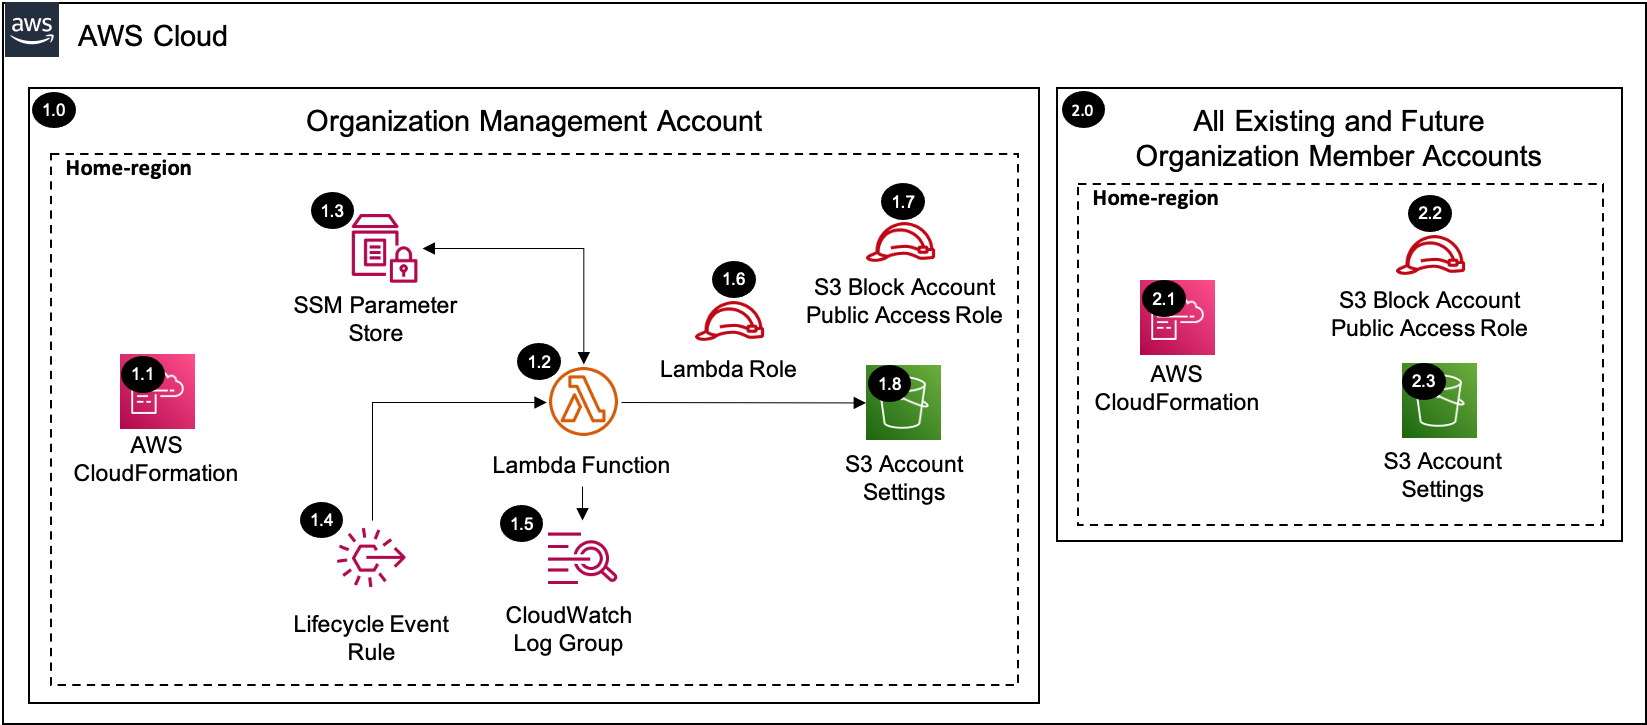 aws
AWS Cloud
1.0
Organization Management Account
Home-region
1.1
AWS
CloudFormation
1.3
SSM Parameter
Store
1.4
Lifecycle Event
Rule
1.2
Lambda Function
1.5
CloudWatch
Log Group
1.6
Lambda Role
1.7
S3 Block Account
Public Access Role
1.8
S3 Account
Settings
2.0
All Existing and Future
Organization Member Accounts
Home-region
2.1
AWS
CloudFormation
2.2
S3 Block Account
Public Access Role
2.3
S3 Account
Settings